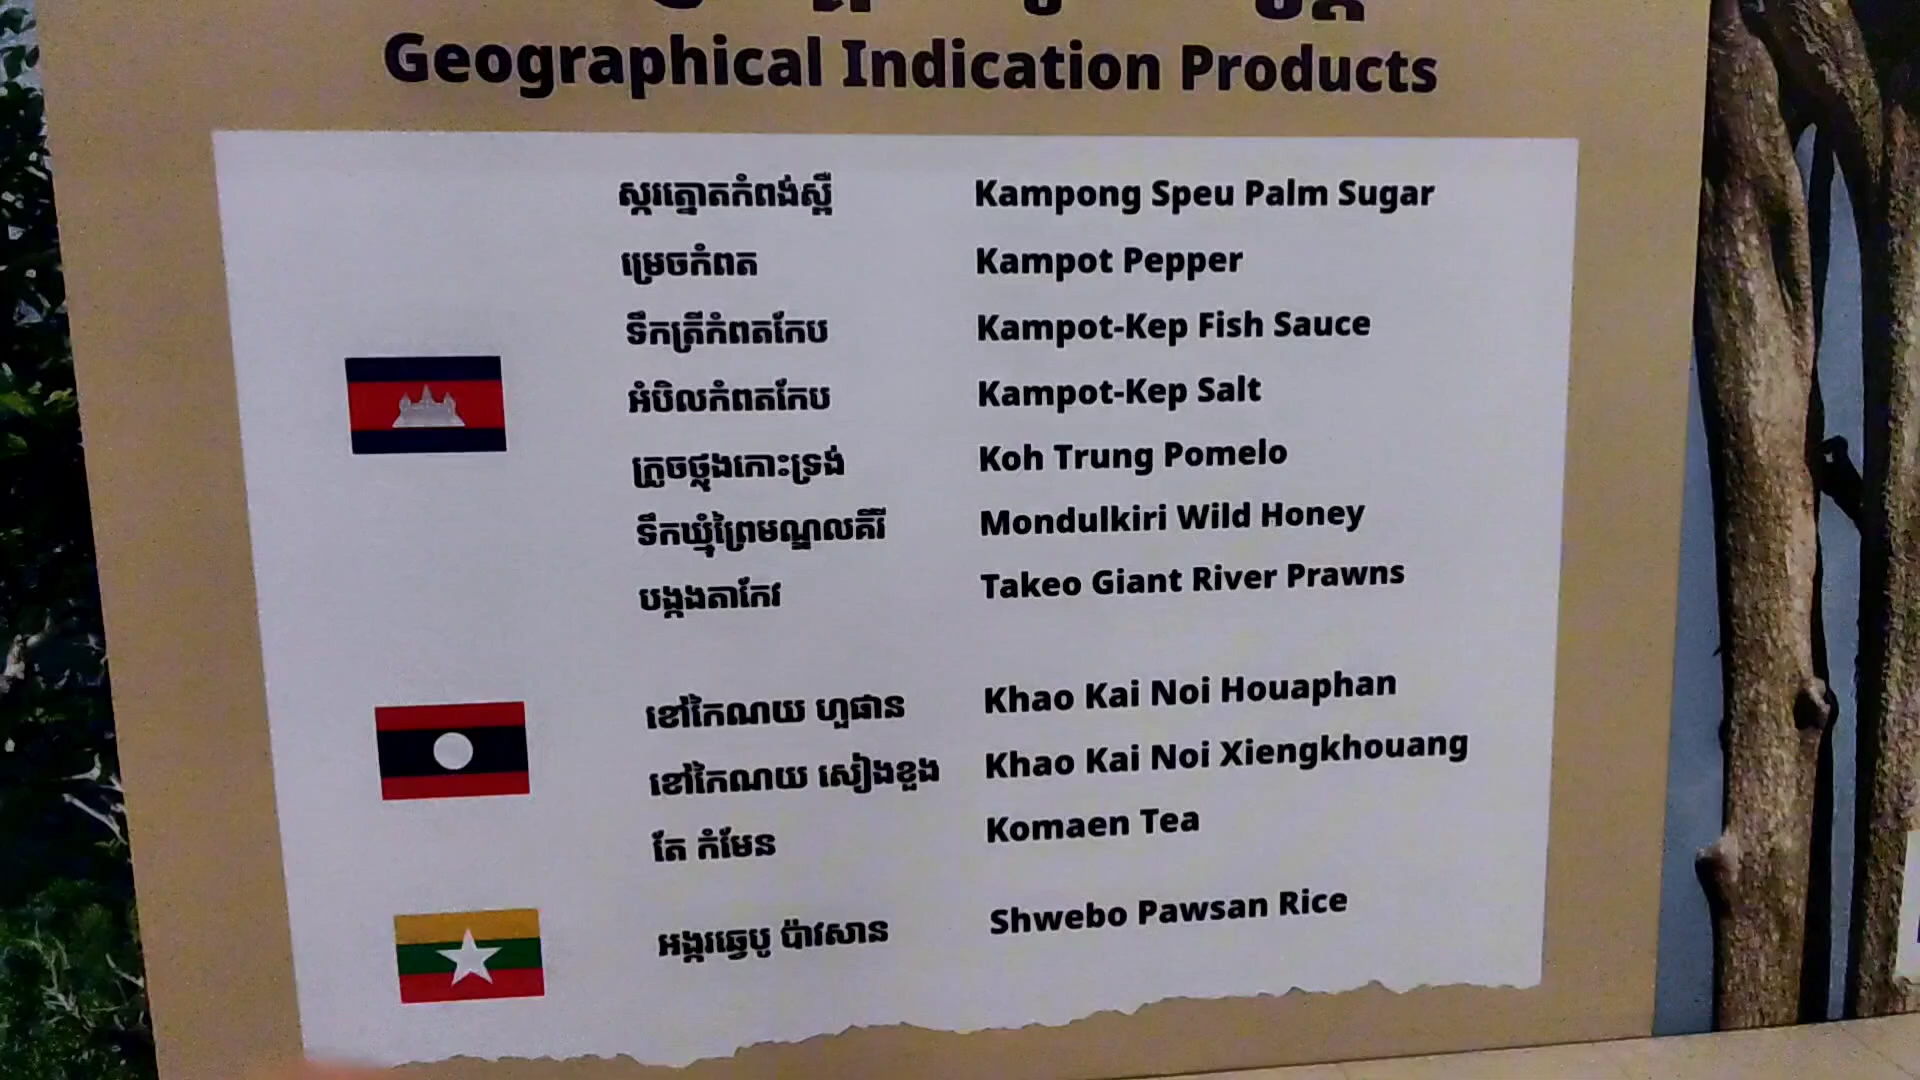 Geographical Indication Products
ស្ករត្នោតកំពង់ស្ពឺ Kampong Speu Palm Sugar
ម្រេចកំពត Kampot Pepper
ទឹកត្រីកំពតកែប Kampot-Kep Fish Sauce
អំបិលកំពតកែប Kampot-Kep Salt
ក្រូចថ្លុងកោះទ្រង់ Koh Trung Pomelo
ទឹកឃ្មុំព្រៃមណ្ឌលគីរី Mondulkiri Wild Honey
បង្កងតាកែវ Takeo Giant River Prawns
ខៅកៃណយ ហួផាន Khao Kai Noi Houaphan
ខៅកៃណយ សៀងខួង Khao Kai Noi Xiengkhouang
តែ កំមែន Komaen Tea
អង្ករឆ្វេបូ ប៉ាវសាន Shwebo Pawsan Rice